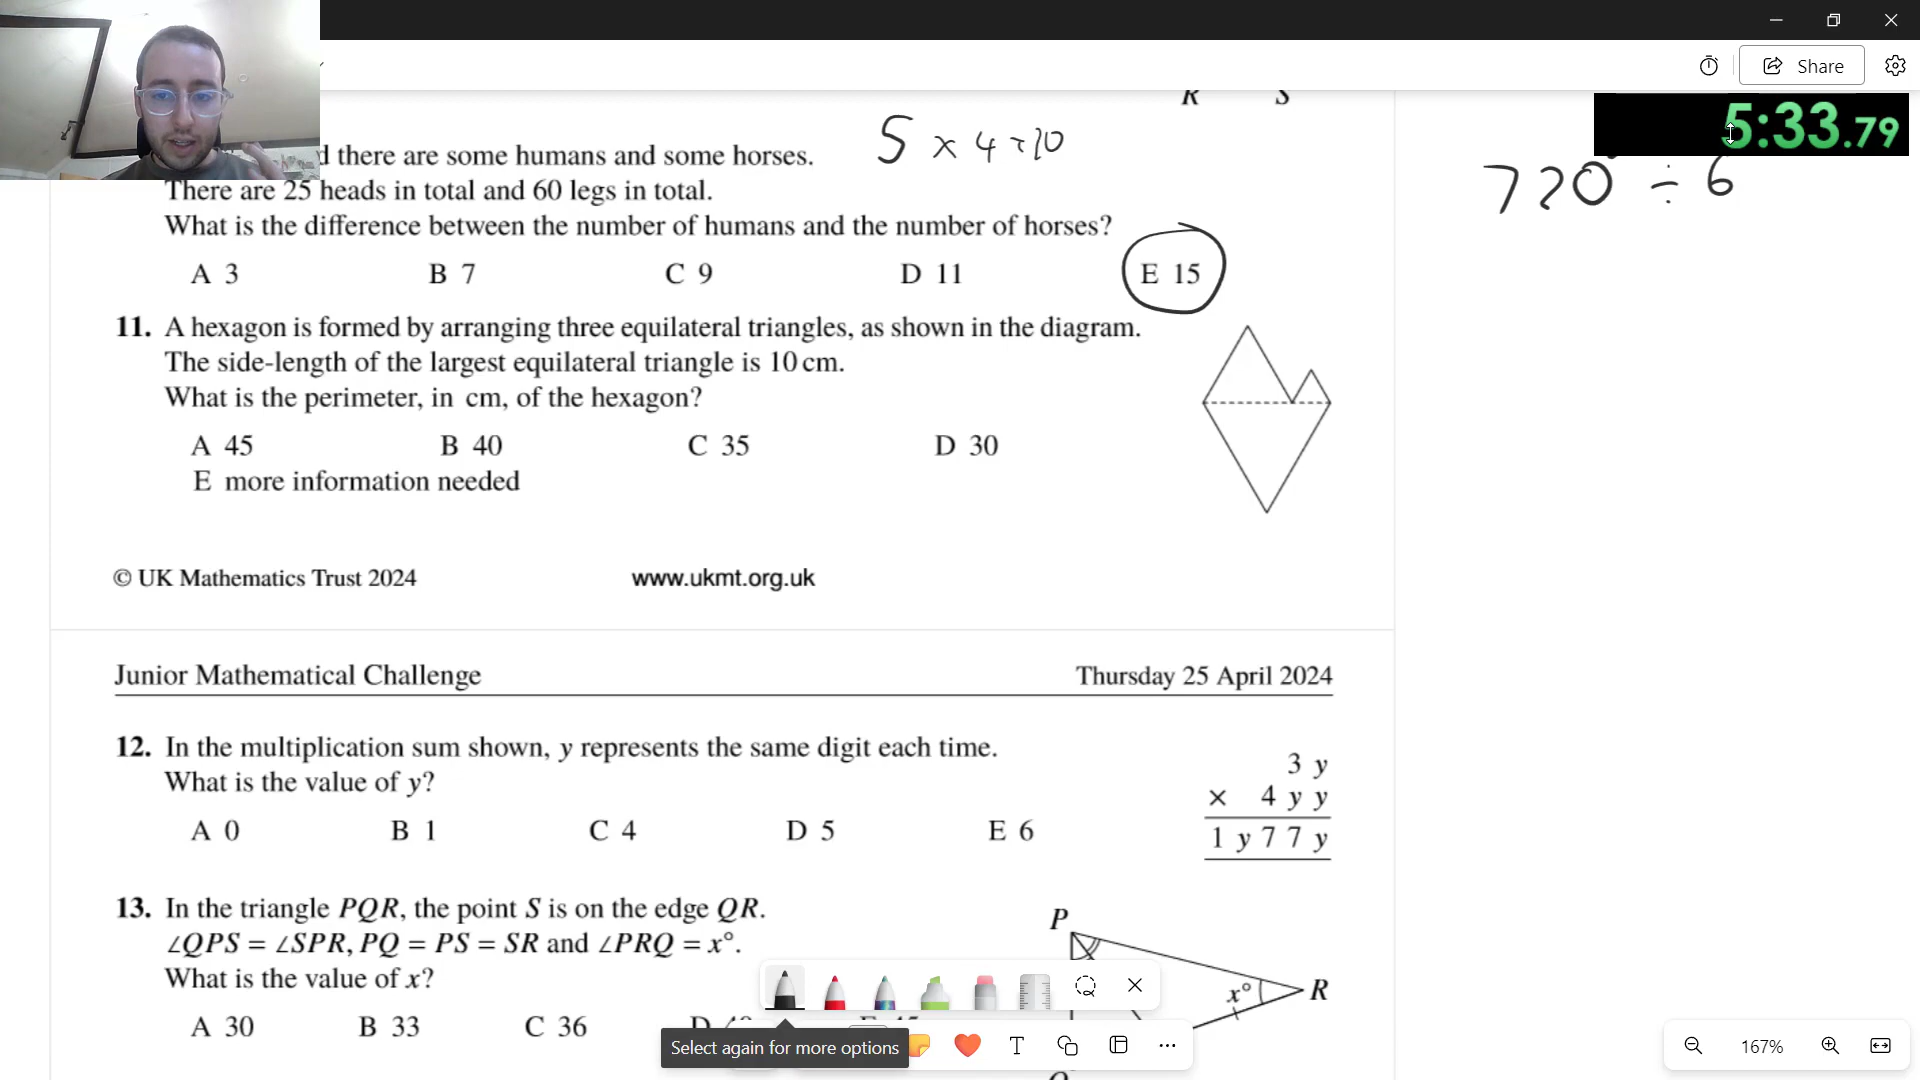 Share
R S
5:33.79
5 × 4 = 20
720° ÷ 6
d there are some humans and some horses.
There are 25 heads in total and 60 legs in total.
What is the difference between the number of humans and the number of horses?
A 3 B 7 C 9 D 11 E 15
11. A hexagon is formed by arranging three equilateral triangles, as shown in the diagram.
The side-length of the largest equilateral triangle is 10 cm.
What is the perimeter, in cm, of the hexagon?
A 45 B 40 C 35 D 30
E more information needed
© UK Mathematics Trust 2024 www.ukmt.org.uk
Junior Mathematical Challenge Thursday 25 April 2024
12. In the multiplication sum shown, y represents the same digit each time.
What is the value of y?
A 0 B 1 C 4 D 5 E 6
3 y
× 4 y y
1 y 7 7 y
13. In the triangle PQR, the point S is on the edge QR.
∠QPS = ∠SPR, PQ = PS = SR and ∠PRQ = x°.
What is the value of x?
A 30 B 33 C 36 D
P
x° R
Select again for more options
T
167%